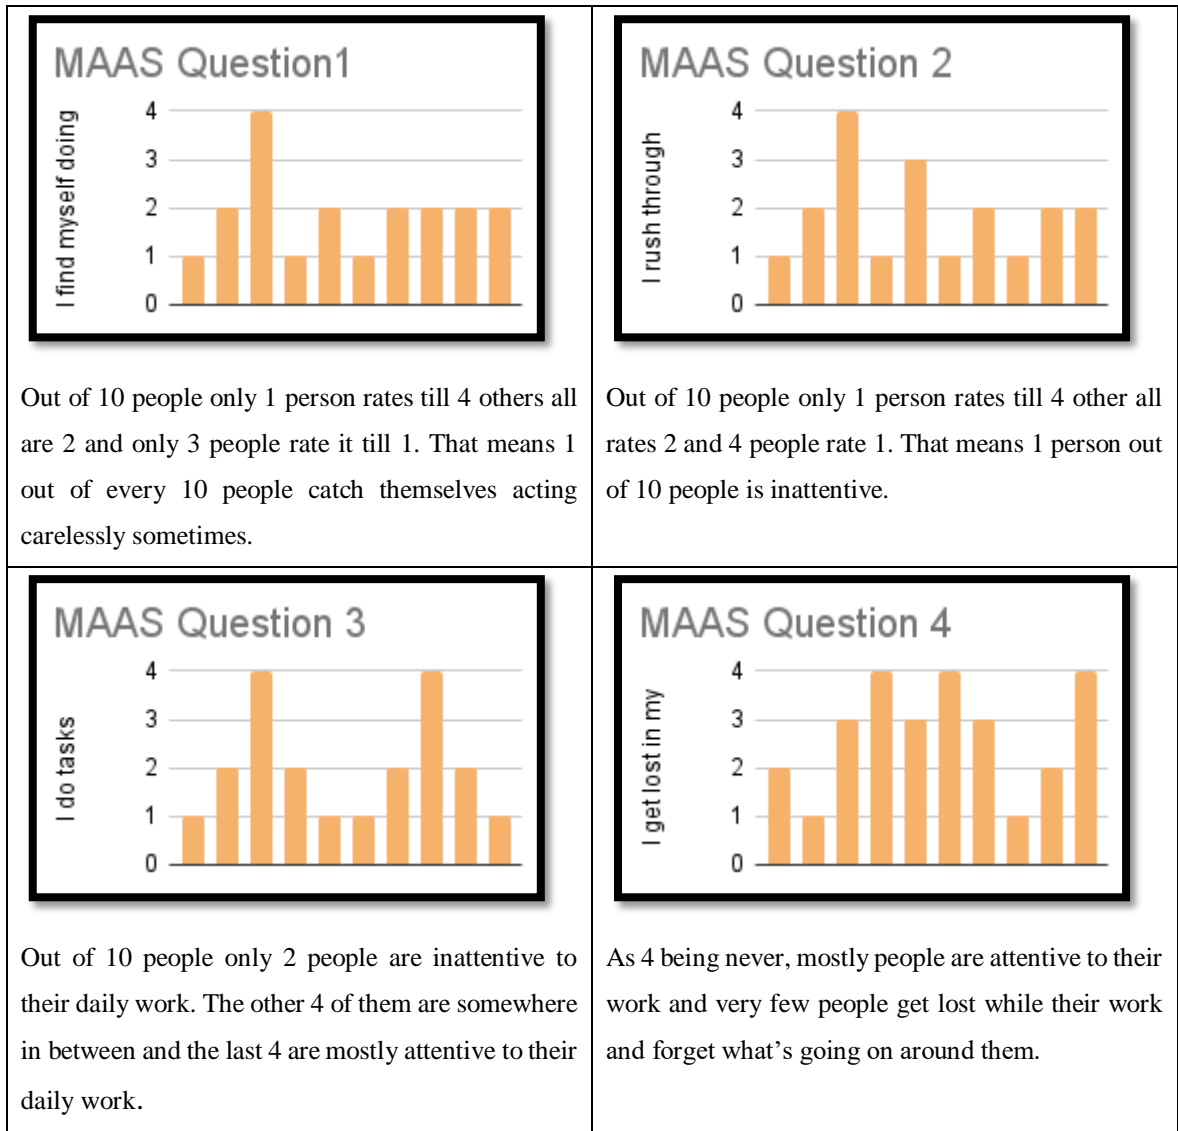 MAAS Question1
I find myself doing
4
3
2
1
0
Out of 10 people only 1 person rates till 4 others all
are 2 and only 3 people rate it till 1. That means 1
out of every 10 people catch themselves acting
carelessly sometimes.
MAAS Question 2
I rush through
4
3
2
1
0
Out of 10 people only 1 person rates till 4 other all
rates 2 and 4 people rate 1. That means 1 person out
of 10 people is inattentive.
MAAS Question 3
I do tasks
4
3
2
1
0
Out of 10 people only 2 people are inattentive to
their daily work. The other 4 of them are somewhere
in between and the last 4 are mostly attentive to their
daily work.
MAAS Question 4
I get lost in my
4
3
2
1
0
As 4 being never, mostly people are attentive to their
work and very few people get lost while their work
and forget what’s going on around them.